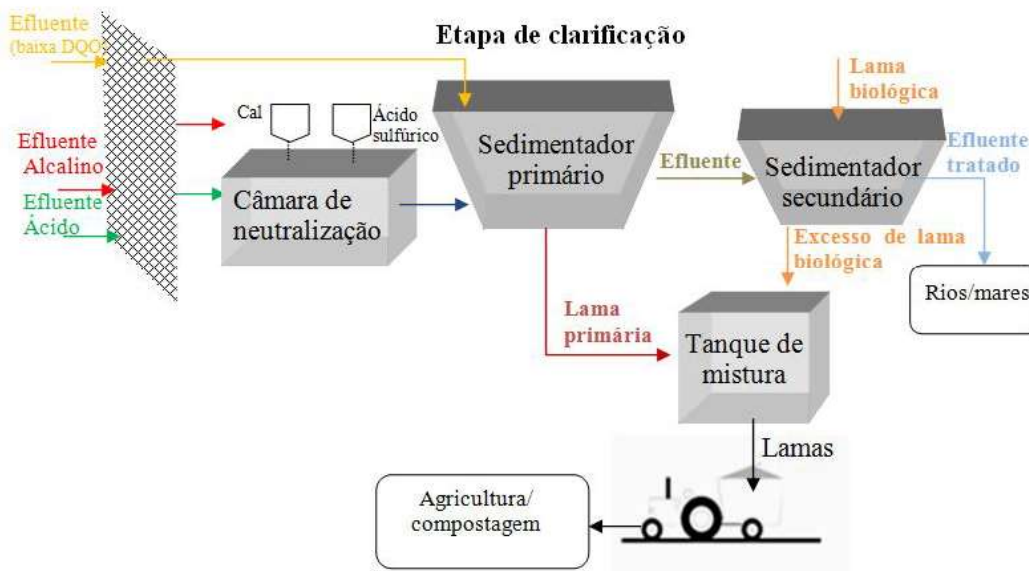 Efluente
(baixa DQO)
Etapa de clarificação
Lama
biológica
Cal
Ácido
sulfúrico
Efluente
Alcalino
Sedimentador
primário
Efluente
Sedimentador
secundário
Efluente
tratado
Efluente
Ácido
Câmara de
neutralização
Excesso de lama
biológica
Rios/mares
Lama
primária
Tanque de
mistura
Lamas
Agricultura/
compostagem